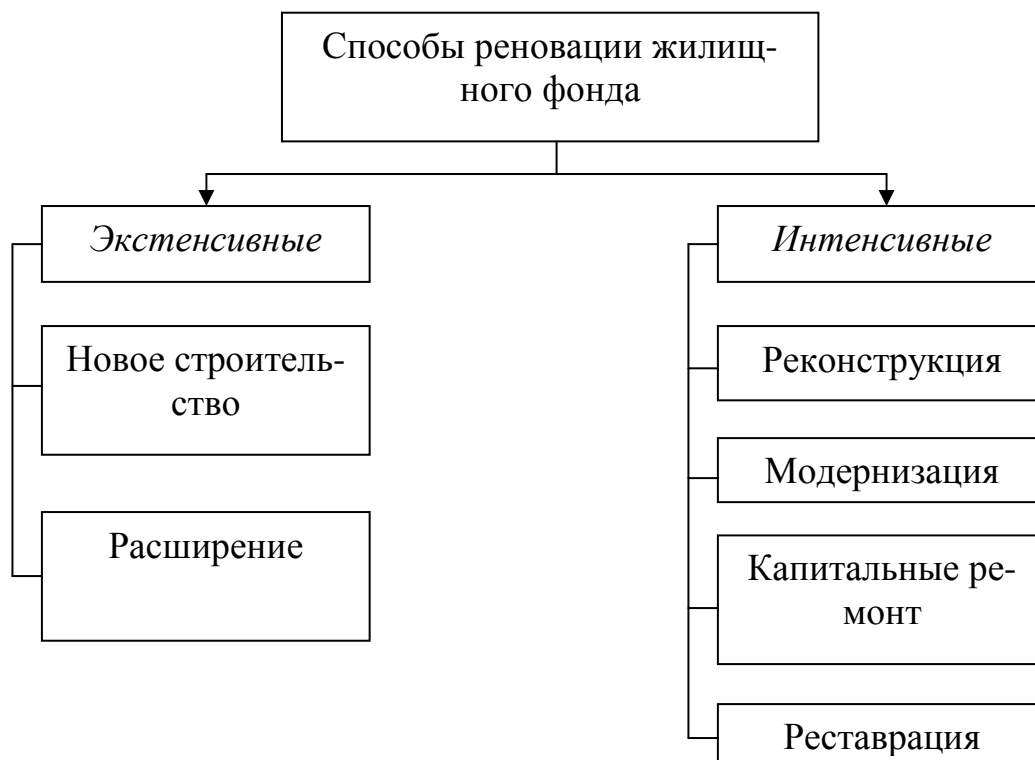 Способы реновации жилищ-
ного фонда
Экстенсивные
Новое строитель-
ство
Расширение
Интенсивные
Реконструкция
Модернизация
Капитальные ре-
монт
Реставрация